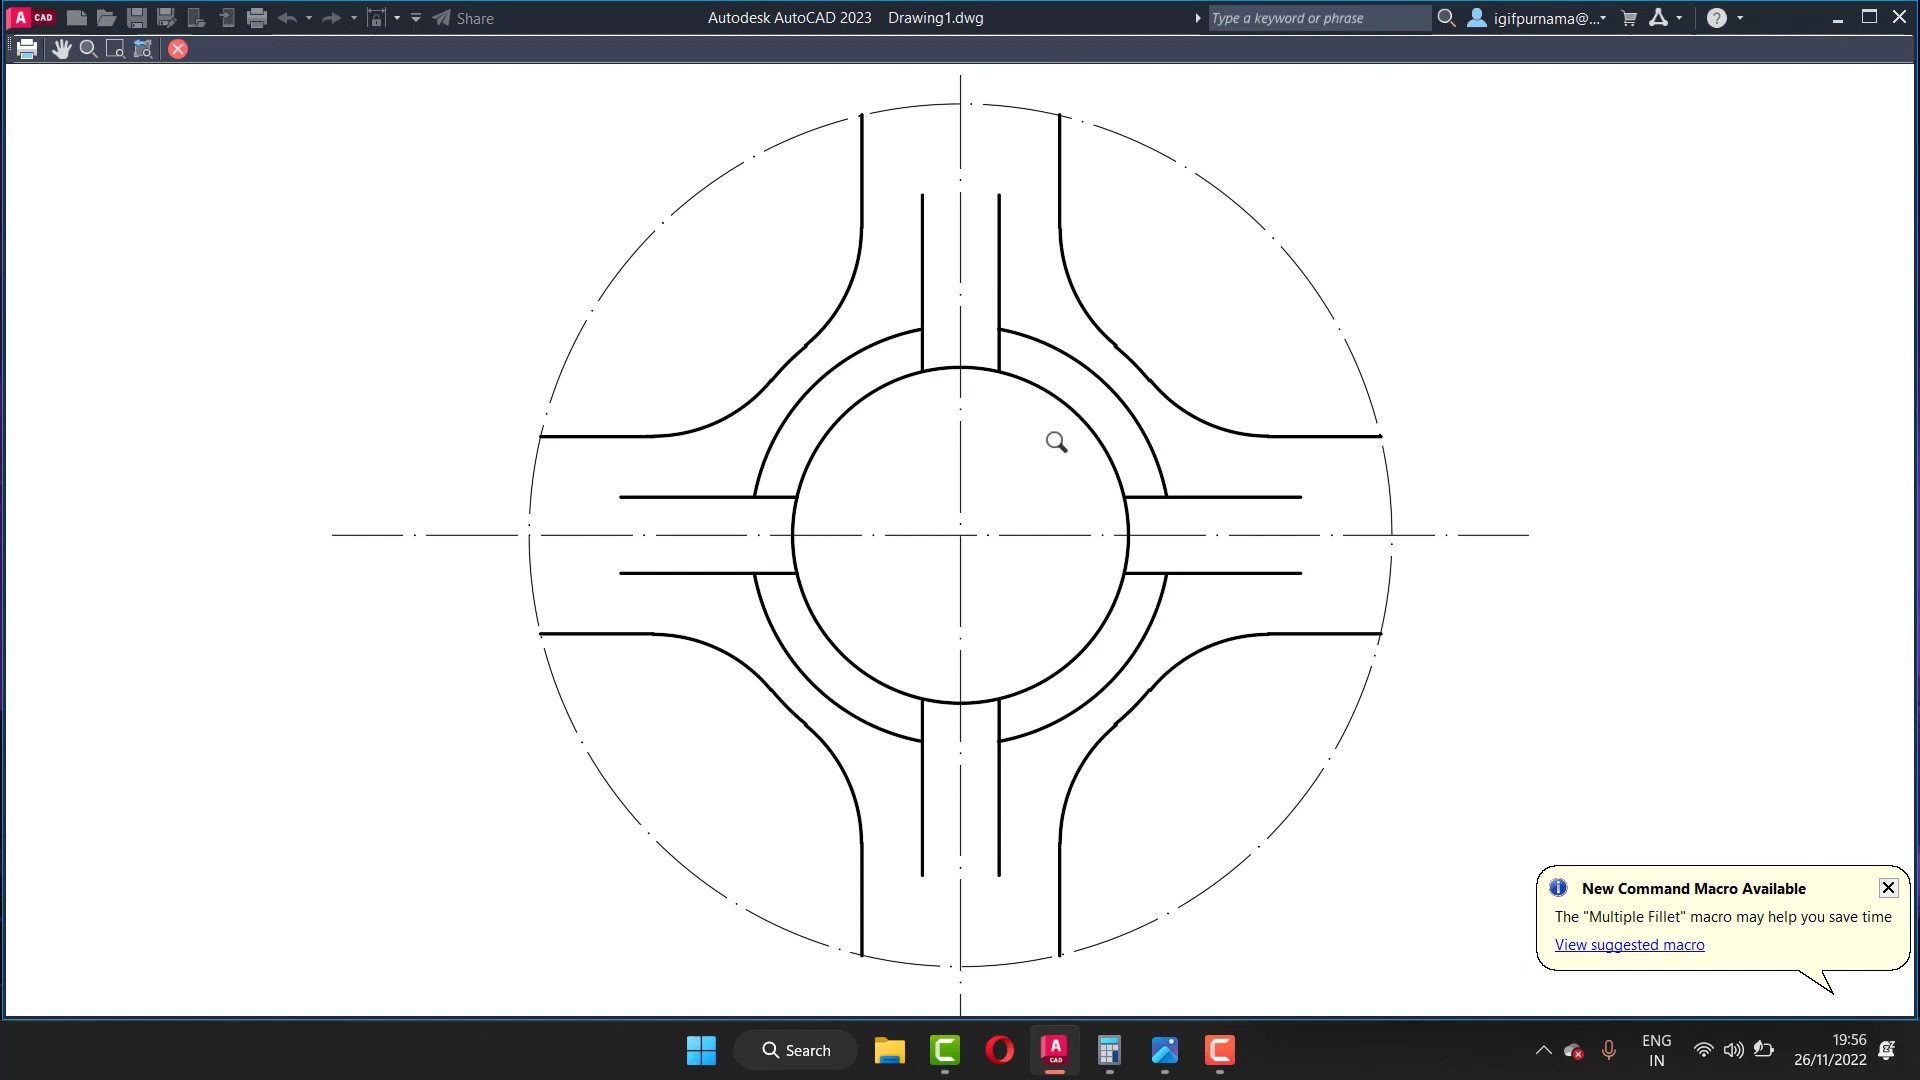 A CAD
Share
Autodesk AutoCAD 2023 Drawing1.dwg
Type a keyword or phrase
igifpurnama@...
?
New Command Macro Available
The "Multiple Fillet" macro may help you save time
View suggested macro
Search
A
CAD
ENG
IN
19:56
26/11/2022